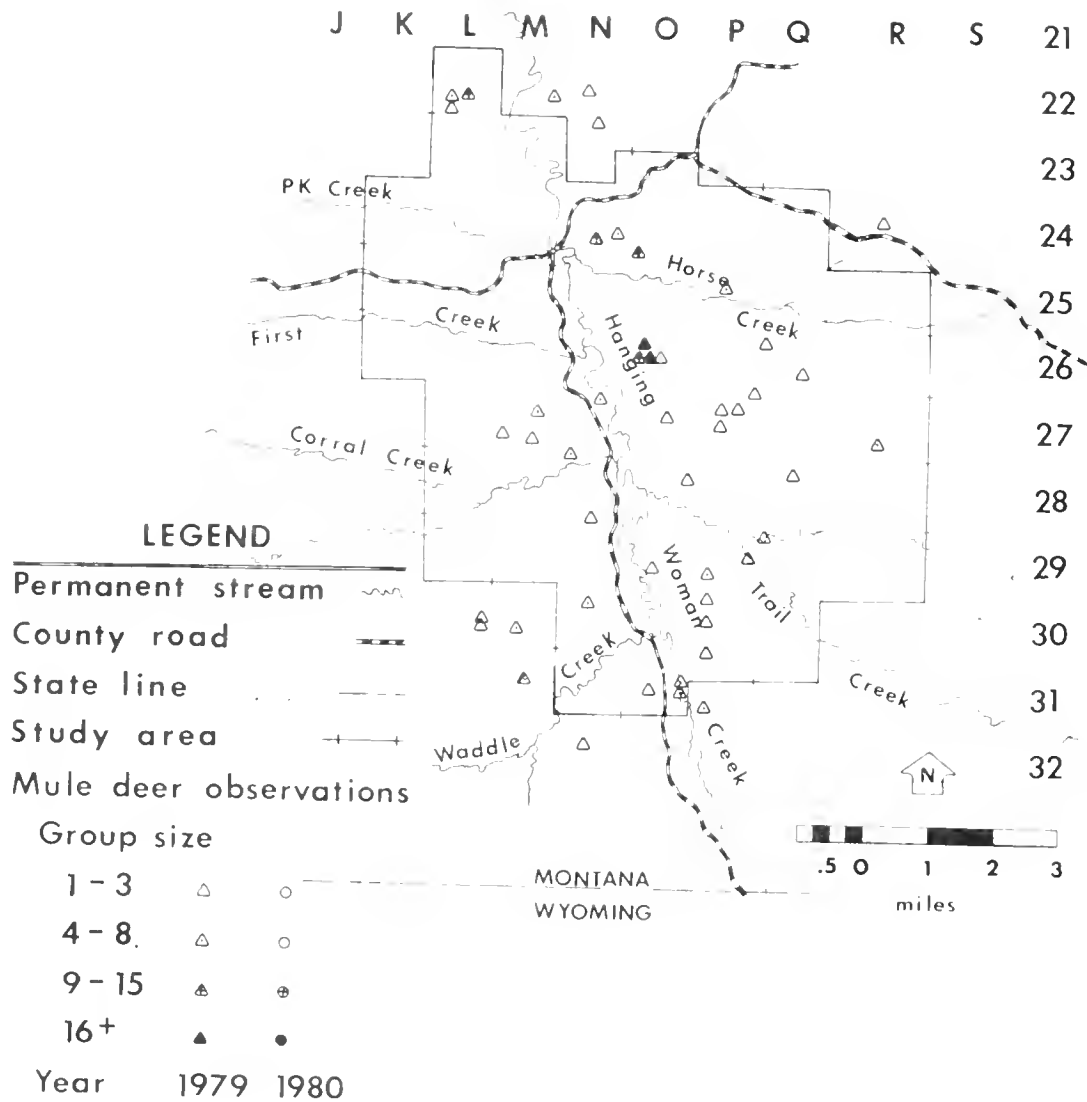 J K L M N O P Q R S 21
22
23
PK Creek
24
Horse
25
Creek
Creek
First
Hanging
26
27
Corral Creek
28
LEGEND
Woman
29
Permanent stream
Trail
County road
30
Creek
State line
Creek
31
Study area
Creek
Waddle
32
N
Mule deer observations
Group size
.5 0 1 2 3
miles
1-3
MONTANA
WYOMING
4-8.
9-15
16+
Year 1979 1980